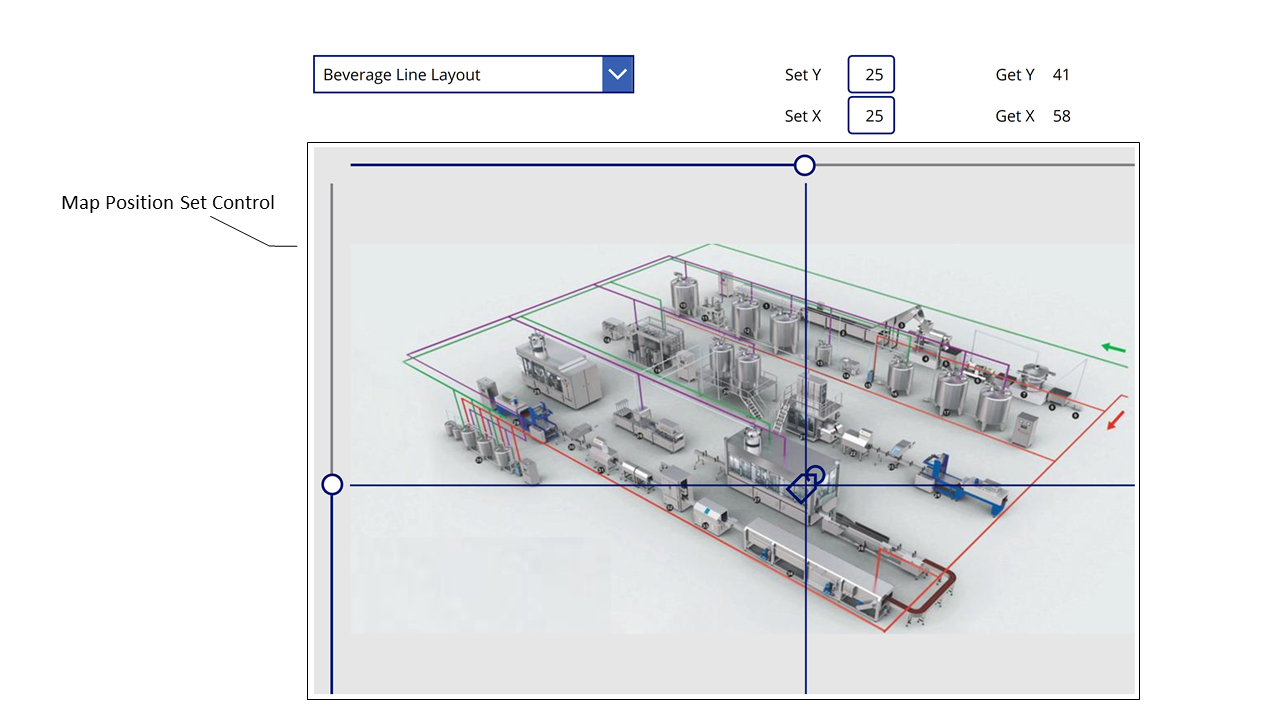 Beverage Line Layout
Set Y 25 Get Y 41
Set X 25 Get X 58
Map Position Set Control